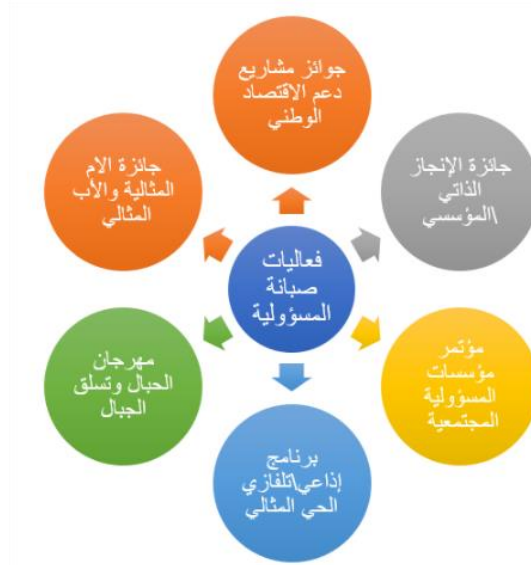 جوائز مشاريع
دعم الاقتصاد
الوطني
جائزة الإنجاز
الذاتي
\المؤسسي
مؤتمر
مؤسسات
المسؤولية
المجتمعية
برنامج
إذاعي\تلفازي
الحي المثالي
مهرجان
الحبال وتسلق
الجبال
جائزة الام
المثالية والأب
المثالي
فعاليات
صبانة
المسؤولية